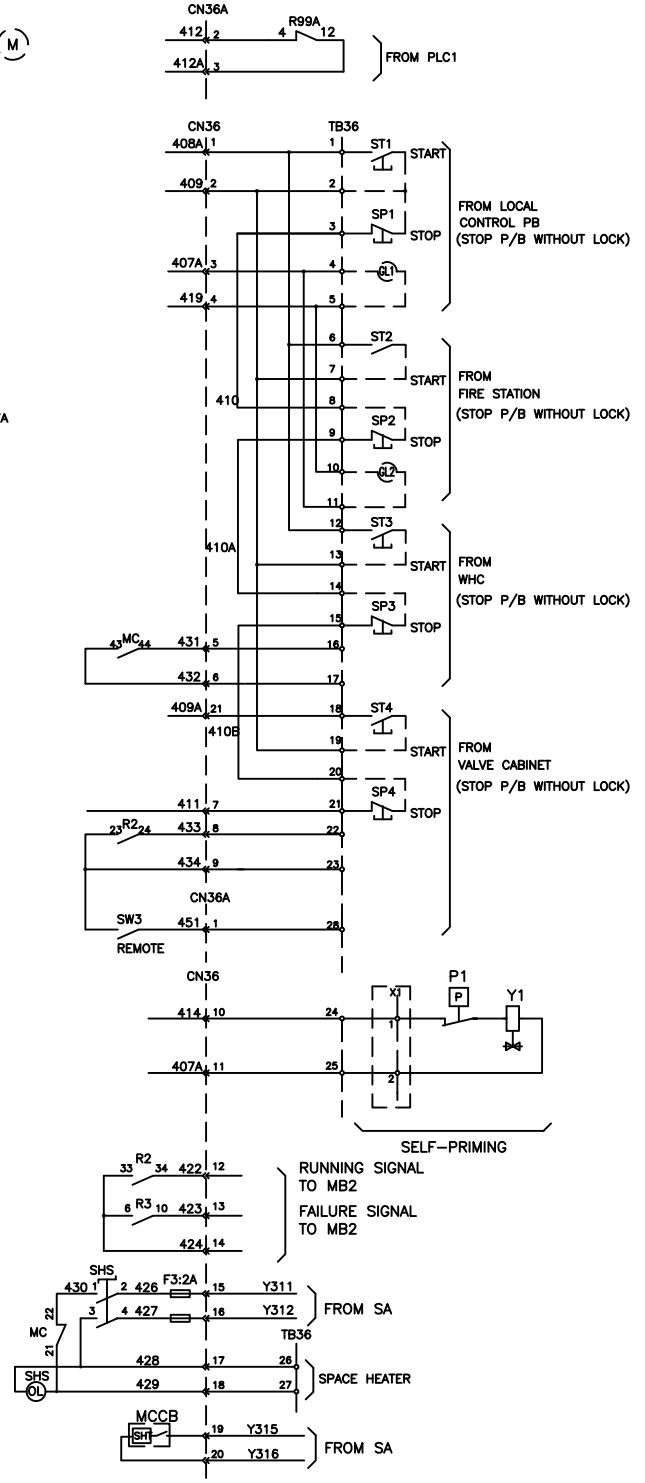 CN36A
M
412 2 4 R99A 12
412A 3
FROM PLC1
CN36 TB36
408A 1 1 ST1 START
409 2 2
3 SP1 STOP
FROM LOCAL
CONTROL PB
(STOP P/B WITHOUT LOCK)
407A 3 4 GL1
419 4 5
6 ST2
7 START
FROM
FIRE STATION
(STOP P/B WITHOUT LOCK)
410 8
9 SP2 STOP
10 GL2
11
12 ST3
410A
13 START
FROM
WHC
(STOP P/B WITHOUT LOCK)
14
15 SP3 STOP
43 MC 44 431 5 16
432 6 17
409A 21 18 ST4
410B
19 START
FROM
VALVE CABINET
(STOP P/B WITHOUT LOCK)
20
411 7 21 SP4 STOP
23 R2 24 433 8 22
434 9 23
CN36A
SW3 451 1 28
REMOTE
CN36
X1 P1
P Y1
414 10 24 1
407A 11 25 2
SELF-PRIMING
33 R2 34 422 12 RUNNING SIGNAL
TO MB2
6 R3 10 423 13 FAILURE SIGNAL
TO MB2
424 14
SHS
430 1 2 426 F3:2A 15 Y311
3 4 427 16 Y312
FROM SA
22
MC
21
TB36
428 17 26
429 18 27
SPACE HEATER
SHS
OL
MCCB
SHT 19 Y315
20 Y316
FROM SA